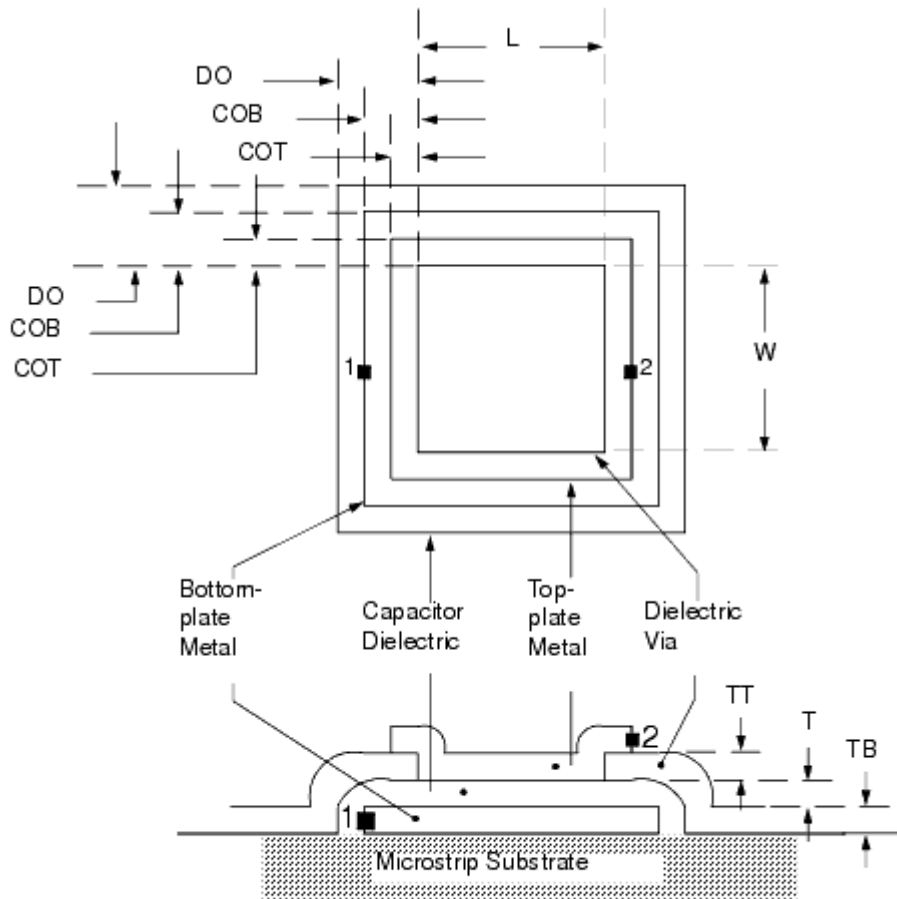 L
DO
COB
COT
DO
COB
COT
W
1
2
Bottom-
plate
Metal
Capacitor
Dielectric
Top-
plate
Metal
Dielectric
Via
TT
T
TB
2
1
Microstrip Substrate